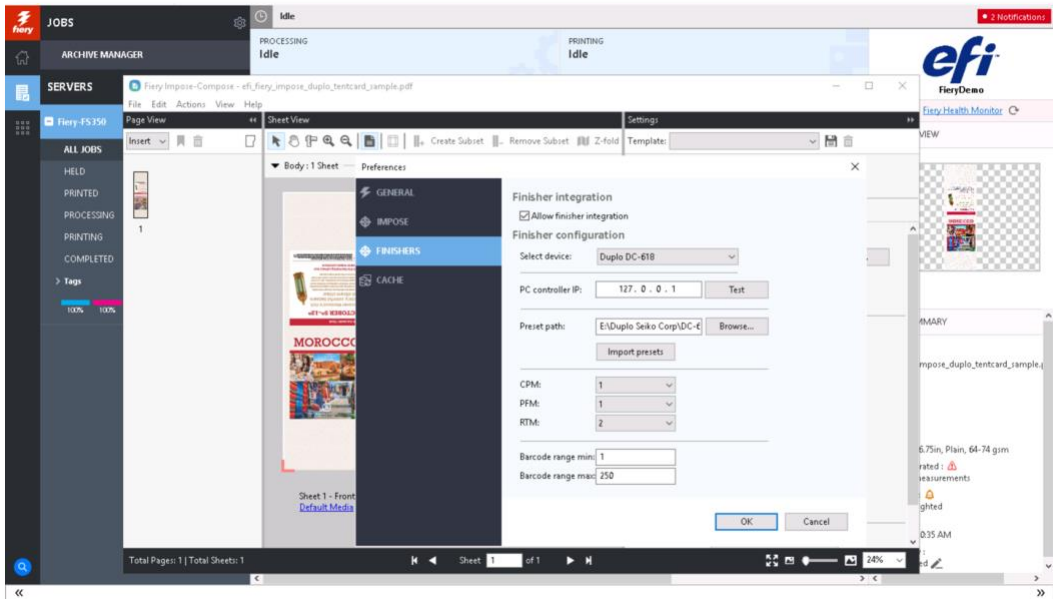 fiery
JOBS
Idle
2 Notifications
ARCHIVE MANAGER
PROCESSING
Idle
PRINTING
Idle
efi
FieryDemo
SERVERS
Fiery Impose-Compose - efi_fiery_impose_duplo_tentcard_sample.pdf
File Edit Actions View Help
Fiery Health Monitor
Fiery-FS350
Page View
Sheet View
Settings
Insert
Create Subset
Remove Subset
Z-fold
Template:
ALL JOBS
HELD
PRINTED
PROCESSING
PRINTING
COMPLETED
Tags
100% 100%
1
Body: 1 Sheet
MOROCCO
Sheet 1 - Front
Default Media
Preferences
GENERAL
IMPOSE
FINISHERS
CACHE
Finisher integration
Allow finisher integration
Finisher configuration
Select device: Duplo DC-618
PC controller IP: 127. 0 . 0 . 1 Test
Preset path: E:\Duplo Seiko Corp\DC-6 Browse...
Import presets
CPM: 1
PFM: 1
RTM: 2
Barcode range min: 1
Barcode range max: 250
OK Cancel
6.75in, Plain, 64-74 gsm
0:35 AM
Total Pages: 1 | Total Sheets: 1
Sheet 1 of 1
24%